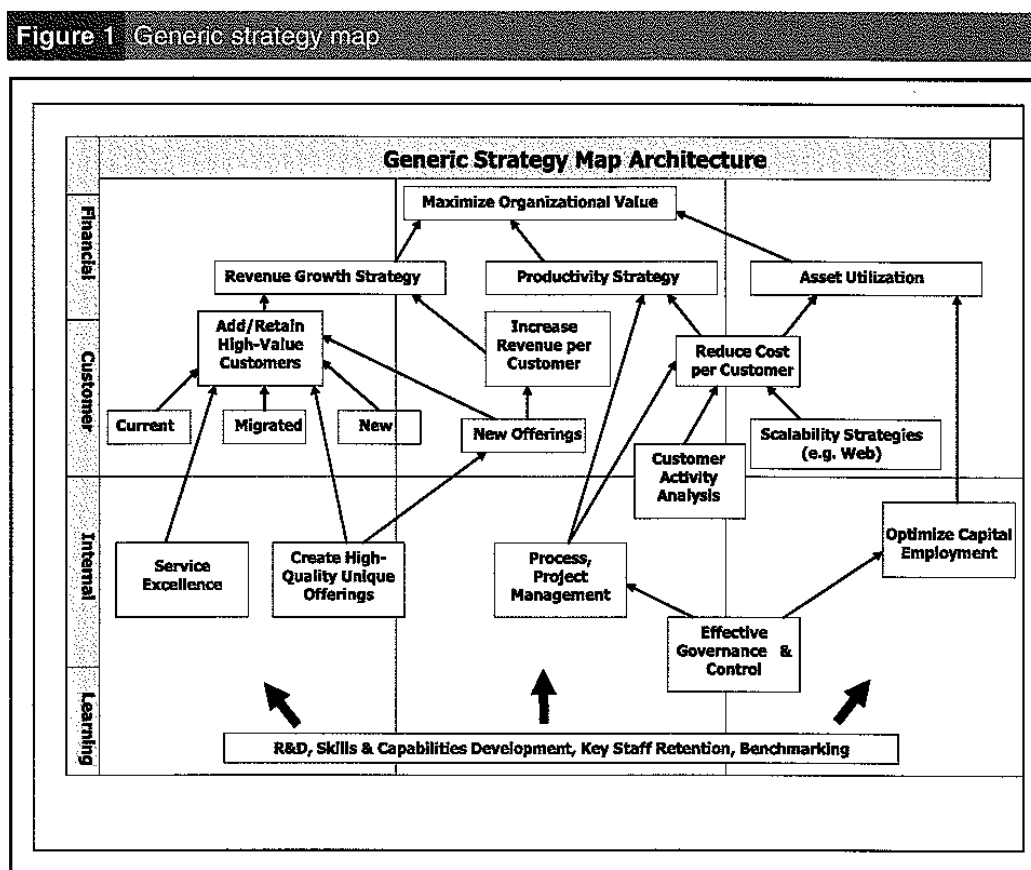 Figure 1 Generic strategy map
Generic Strategy Map Architecture
Financial
Maximize Organizational Value
Revenue Growth Strategy
Productivity Strategy
Asset Utilization
Customer
Add/Retain
High-Value
Customers
Increase
Revenue per
Customer
Reduce Cost
per Customer
Current
Migrated
New
New Offerings
Customer
Activity
Analysis
Scalability Strategies
(e.g. Web)
Internal
Service
Excellence
Create High-
Quality Unique
Offerings
Process,
Project
Management
Optimize Capital
Employment
Effective
Governance &
Control
Learning
R&D, Skills & Capabilities Development, Key Staff Retention, Benchmarking